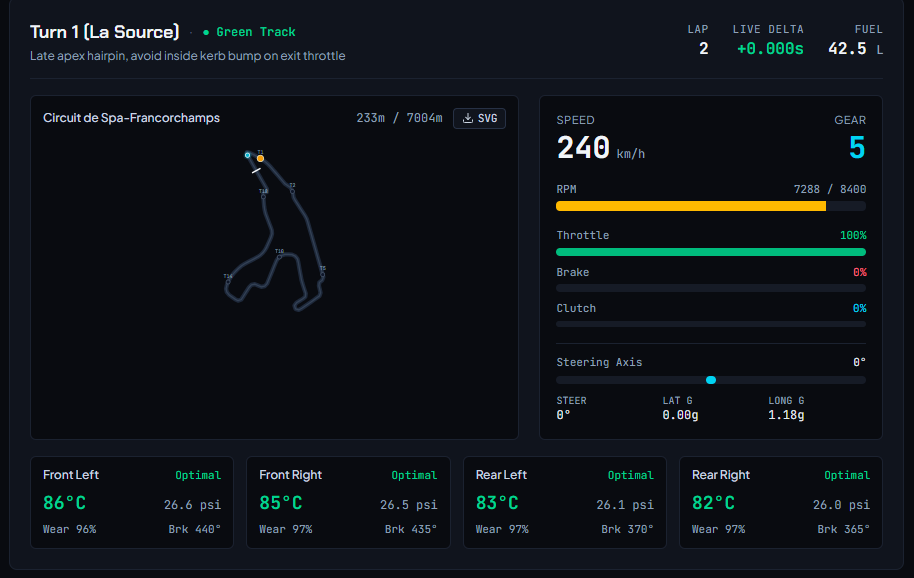 Turn 1 (La Source) · ● Green Track
Late apex hairpin, avoid inside kerb bump on exit throttle
LAP
2
LIVE DELTA
+0.000s
FUEL
42.5 L
Circuit de Spa-Francorchamps
233m / 7004m
SVG
T1
T18
T10
T14
SPEED
240 km/h
GEAR
5
RPM
7288 / 8400
Throttle
100%
Brake
0%
Clutch
0%
Steering Axis
0°
STEER
0°
LAT G
0.00g
LONG G
1.18g
Front Left
Optimal
86°C
26.6 psi
Wear 96%
Brk 440°
Front Right
Optimal
85°C
26.5 psi
Wear 97%
Brk 435°
Rear Left
Optimal
83°C
26.1 psi
Wear 97%
Brk 370°
Rear Right
Optimal
82°C
26.0 psi
Wear 97%
Brk 365°